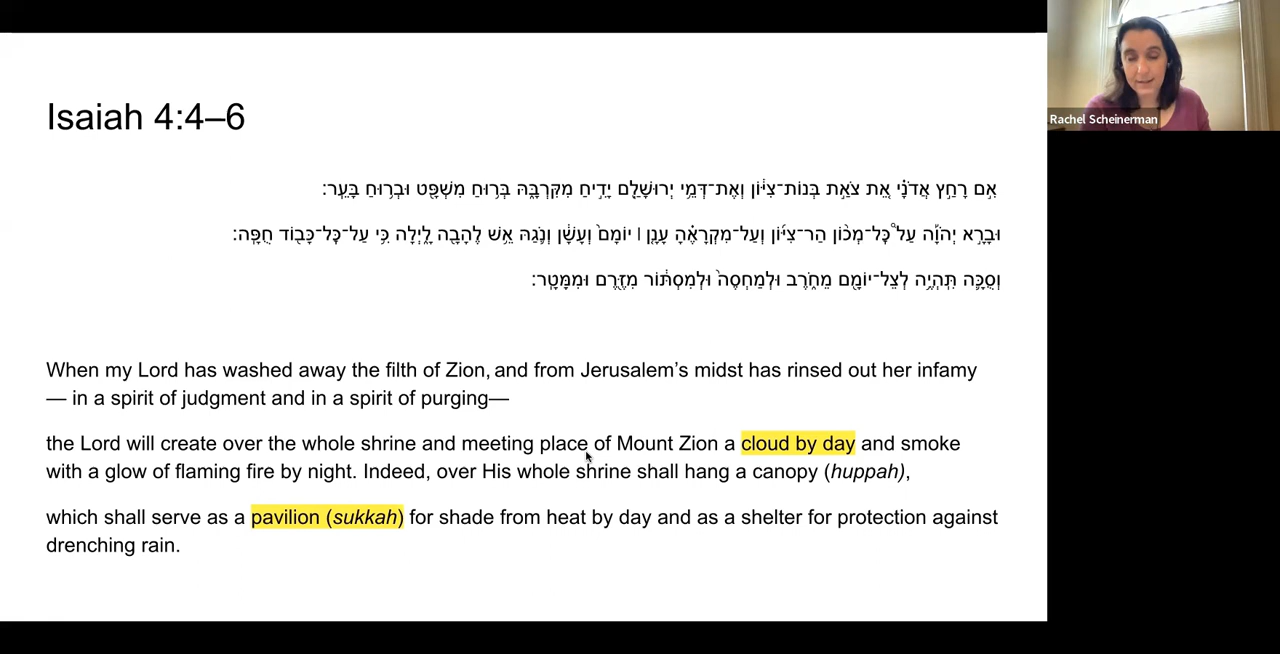 Isaiah 4:4–6
אִ֣ם רָחַ֣ץ אֲדֹנָ֗י אֵ֚ת צֹאַ֣ת בְּנוֹת־צִיּ֔וֹן וְאֶת־דְּמֵ֥י יְרוּשָׁלַ֖͏ִם יָדִ֣יחַ מִקִּרְבָּ֑הּ בְּר֥וּחַ מִשְׁפָּ֖ט וּבְר֥וּחַ בָּעֵֽר׃
וּבָרָ֣א יְהֹוָ֡ה עַל֩ כׇּל־מְכ֨וֹן הַר־צִיּ֜וֹן וְעַל־מִקְרָאֶ֗הָ עָנָ֤ן ׀ יוֹמָם֙ וְעָשָׁ֔ן וְנֹ֛גַהּ אֵ֥שׁ לֶהָבָ֖ה לָ֑יְלָה כִּ֥י עַל־כׇּל־כָּב֖וֹד חֻפָּֽה׃
וְסֻכָּ֛ה תִּהְיֶ֥ה לְצֵל־יוֹמָ֖ם מֵחֹ֑רֶב וּלְמַחְסֶה֙ וּלְמִסְתּ֔וֹר מִזֶּ֖רֶם וּמִמָּטָֽר׃
When my Lord has washed away the filth of Zion, and from Jerusalem’s midst has rinsed out her infamy
— in a spirit of judgment and in a spirit of purging—
the Lord will create over the whole shrine and meeting place of Mount Zion a cloud by day and smoke
with a glow of flaming fire by night. Indeed, over His whole shrine shall hang a canopy (huppah),
which shall serve as a pavilion (sukkah) for shade from heat by day and as a shelter for protection against
drenching rain.
Rachel Scheinerman